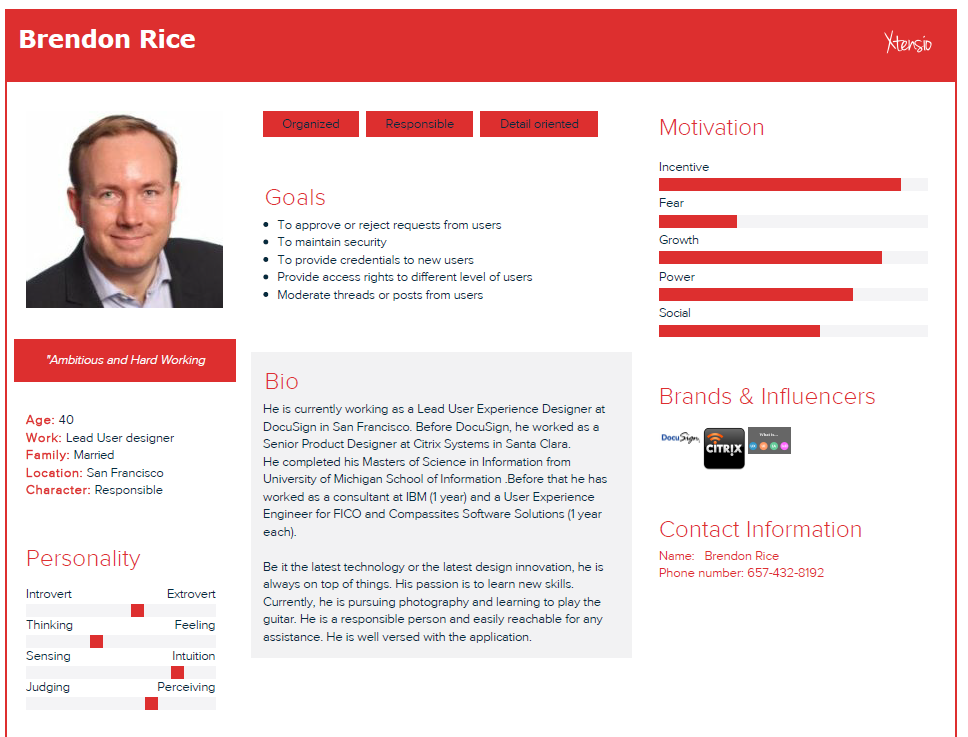 Brendon Rice
Xtensio
Organized
Responsible
Detail oriented
Goals
To approve or reject requests from users
To maintain security
To provide credentials to new users
Provide access rights to different level of users
Moderate threads or posts from users
"Ambitious and Hard Working
Age: 40
Work: Lead User designer
Family: Married
Location: San Francisco
Character: Responsible
Personality
Introvert Extrovert
Thinking Feeling
Sensing Intuition
Judging Perceiving
Bio
He is currently working as a Lead User Experience Designer at
DocuSign in San Francisco. Before DocuSign, he worked as a
Senior Product Designer at Citrix Systems in Santa Clara.
He completed his Masters of Science in Information from
University of Michigan School of Information .Before that he has
worked as a consultant at IBM (1 year) and a User Experience
Engineer for FICO and Compassites Software Solutions (1 year
each).
Be it the latest technology or the latest design innovation, he is
always on top of things. His passion is to learn new skills.
Currently, he is pursuing photography and learning to play the
guitar. He is a responsible person and easily reachable for any
assistance. He is well versed with the application.
Motivation
Incentive
Fear
Growth
Power
Social
Brands & Influencers
DocuSign
CITRIX
What is...
Contact Information
Name: Brendon Rice
Phone number: 657-432-8192